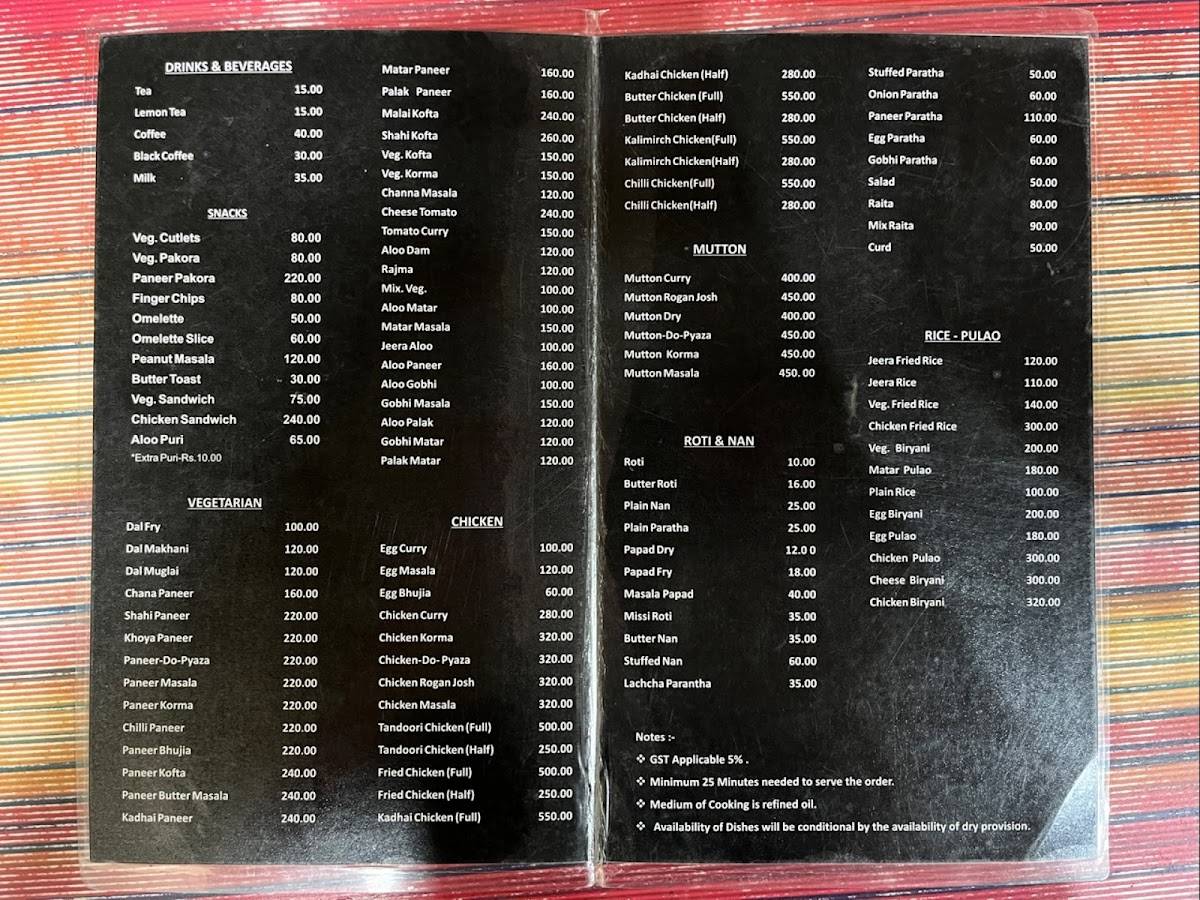 DRINKS & BEVERAGES
Tea 15.00
Lemon Tea 15.00
Coffee 40.00
Black Coffee 30.00
Milk 35.00
SNACKS
Veg. Cutlets 80.00
Veg. Pakora 80.00
Paneer Pakora 220.00
Finger Chips 80.00
Omelette 50.00
Omelette Slice 60.00
Peanut Masala 120.00
Butter Toast 30.00
Veg. Sandwich 75.00
Chicken Sandwich 240.00
Aloo Puri 65.00
*Extra Puri-Rs.10.00
VEGETARIAN
Dal Fry 100.00
Dal Makhani 120.00
Dal Muglai 120.00
Chana Paneer 160.00
Shahi Paneer 220.00
Khoya Paneer 220.00
Paneer-Do-Pyaza 220.00
Paneer Masala 220.00
Paneer Korma 220.00
Chilli Paneer 220.00
Paneer Bhujia 220.00
Paneer Kofta 240.00
Paneer Butter Masala 240.00
Kadhai Paneer 240.00
Matar Paneer 160.00
Palak Paneer 160.00
Malai Kofta 240.00
Shahi Kofta 260.00
Veg. Kofta 150.00
Veg. Korma 150.00
Channa Masala 120.00
Cheese Tomato 240.00
Tomato Curry 150.00
Aloo Dam 120.00
Rajma 120.00
Mix. Veg. 100.00
Aloo Matar 100.00
Matar Masala 150.00
Jeera Aloo 100.00
Aloo Paneer 160.00
Aloo Gobhi 100.00
Gobhi Masala 150.00
Aloo Palak 120.00
Gobhi Matar 120.00
Palak Matar 120.00
CHICKEN
Egg Curry 100.00
Egg Masala 120.00
Egg Bhujia 60.00
Chicken Curry 280.00
Chicken Korma 320.00
Chicken-Do- Pyaza 320.00
Chicken Rogan Josh 320.00
Chicken Masala 320.00
Tandoori Chicken (Full) 500.00
Tandoori Chicken (Half) 250.00
Fried Chicken (Full) 500.00
Fried Chicken (Half) 250.00
Kadhai Chicken (Full) 550.00
Kadhai Chicken (Half) 280.00
Butter Chicken (Full) 550.00
Butter Chicken (Half) 280.00
Kalimirch Chicken(Full) 550.00
Kalimirch Chicken(Half) 280.00
Chilli Chicken(Full) 550.00
Chilli Chicken(Half) 280.00
MUTTON
Mutton Curry 400.00
Mutton Rogan Josh 450.00
Mutton Dry 400.00
Mutton-Do-Pyaza 450.00
Mutton Korma 450.00
Mutton Masala 450. 00
ROTI & NAN
Roti 10.00
Butter Roti 16.00
Plain Nan 25.00
Plain Paratha 25.00
Papad Dry 12.0 0
Papad Fry 18.00
Masala Papad 40.00
Missi Roti 35.00
Butter Nan 35.00
Stuffed Nan 60.00
Lachcha Parantha 35.00
Stuffed Paratha 50.00
Onion Paratha 60.00
Paneer Paratha 110.00
Egg Paratha 60.00
Gobhi Paratha 60.00
Salad 50.00
Raita 80.00
Mix Raita 90.00
Curd 50.00
RICE - PULAO
Jeera Fried Rice 120.00
Jeera Rice 110.00
Veg. Fried Rice 140.00
Chicken Fried Rice 300.00
Veg. Biryani 200.00
Matar Pulao 180.00
Plain Rice 100.00
Egg Biryani 200.00
Egg Pulao 180.00
Chicken Pulao 300.00
Cheese Biryani 300.00
Chicken Biryani 320.00
Notes :-
❖ GST Applicable 5% .
❖ Minimum 25 Minutes needed to serve the order.
❖ Medium of Cooking is refined oil.
❖ Availability of Dishes will be conditional by the availability of dry provision.